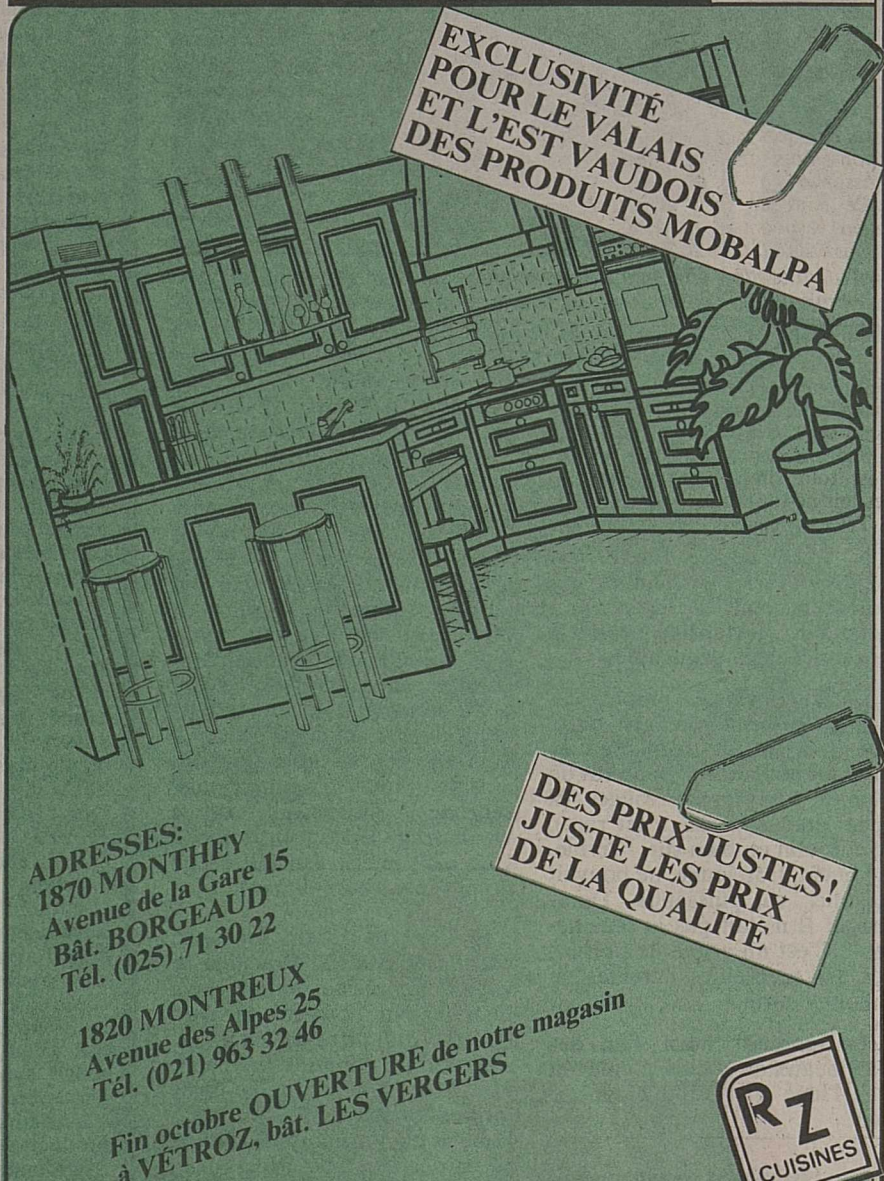 EXCLUSIVITÉ
POUR LE VALAIS
ET L'EST VAUDOIS
DES PRODUITS MOBALPA
DES PRIX JUSTES!
JUSTE LES PRIX
DE LA QUALITÉ
ADRESSES:
1870 MONTHEY
Avenue de la Gare 15
Bât. BORGEAUD
Tél. (025) 71 30 22
1820 MONTREUX
Avenue des Alpes 25
Tél. (021) 963 32 46
Fin octobre OUVERTURE de notre magasin
à VÉTROZ, bât. LES VERGERS
RZ
CUISINES